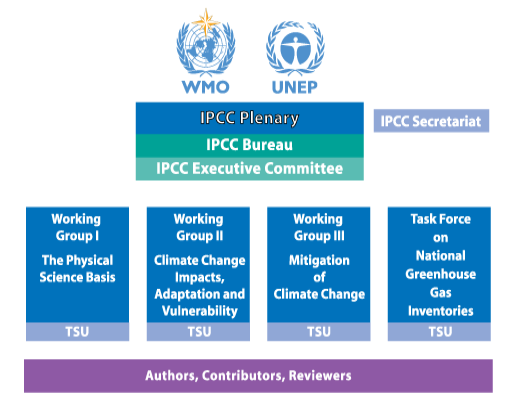 WMO UNEP
IPCC Plenary
IPCC Secretariat
IPCC Bureau
IPCC Executive Committee
Working
Group I
The Physical
Science Basis
TSU
Working
Group II
Climate Change
Impacts,
Adaptation and
Vulnerability
TSU
Working
Group III
Mitigation
of
Climate Change
TSU
Task Force
on
National
Greenhouse
Gas
Inventories
TSU
Authors, Contributors, Reviewers